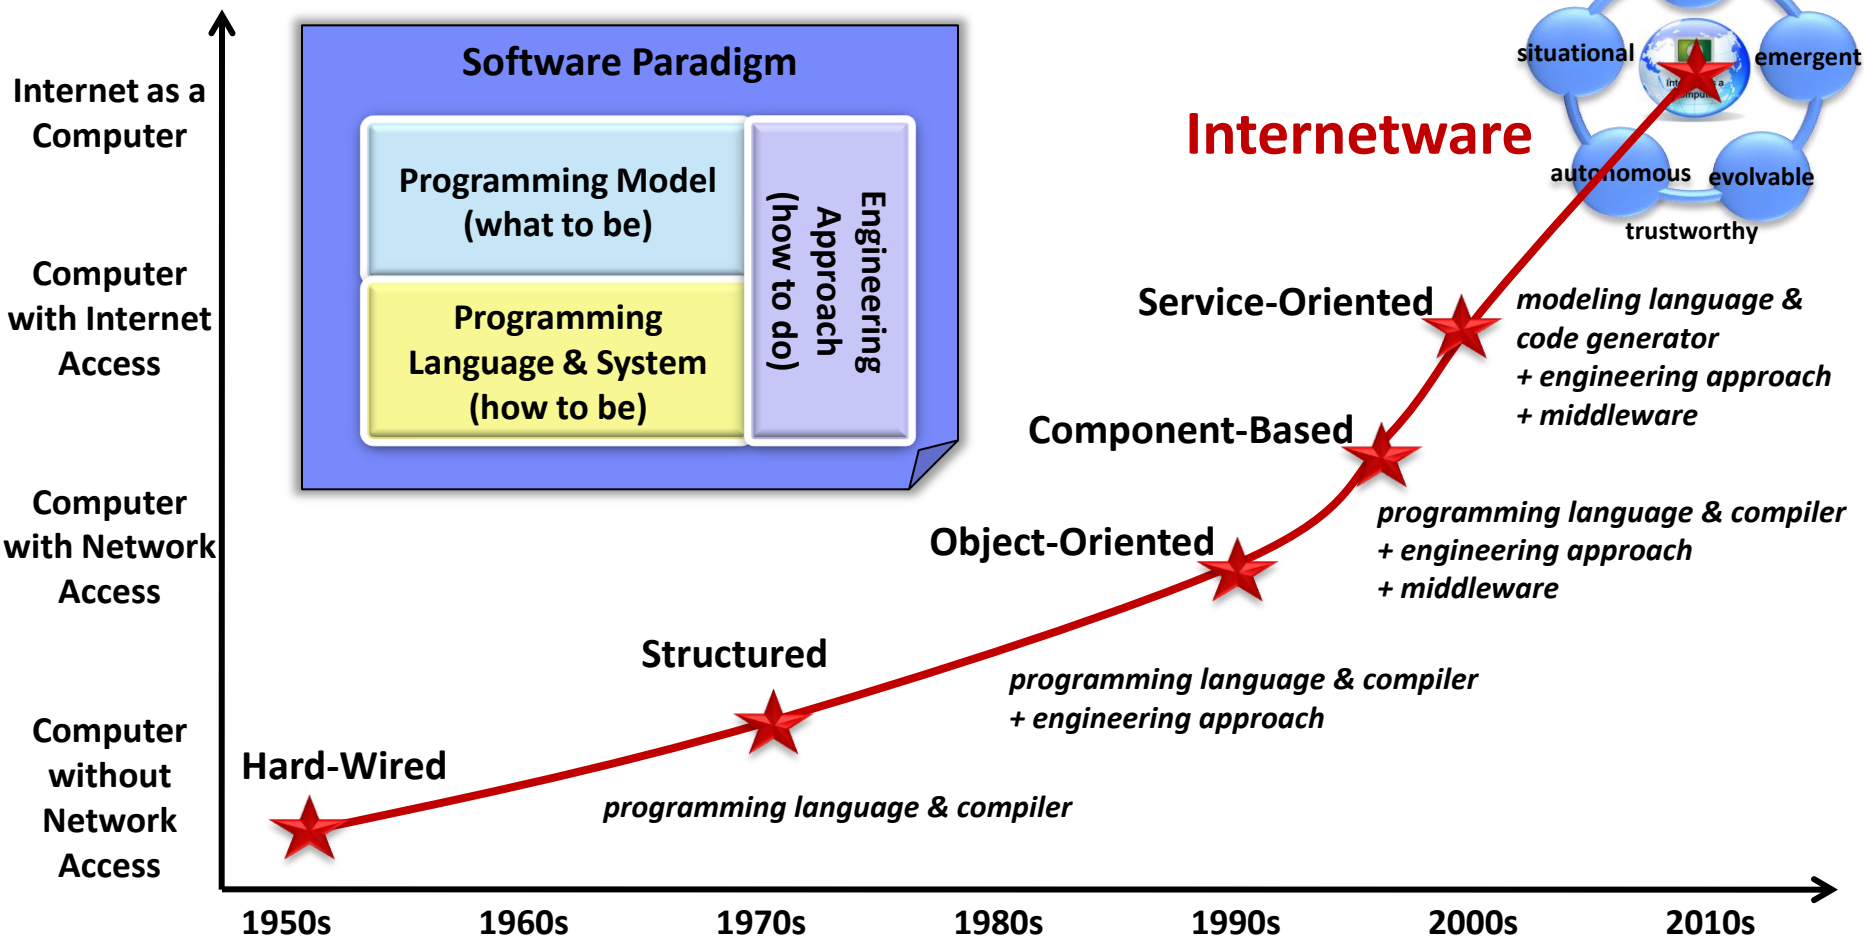 Internet as a
Computer
Computer
with Internet
Access
Computer
with Network
Access
Computer
without
Network
Access
Software Paradigm
Programming Model
(what to be)
Programming
Language & System
(how to be)
Engineering
Approach
(how to do)
situational
emergent
autonomous
evolvable
trustworthy
Internetware
Service-Oriented
modeling language &
code generator
+ engineering approach
+ middleware
Component-Based
programming language & compiler
+ engineering approach
+ middleware
Object-Oriented
Structured
programming language & compiler
+ engineering approach
Hard-Wired
programming language & compiler
1950s 1960s 1970s 1980s 1990s 2000s 2010s